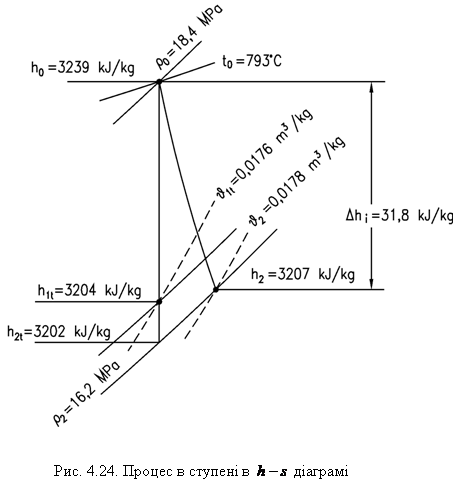 ρ₀=18,4 MPa
h₀=3239 kJ/kg
t₀=793°C
ϑ₁t=0,0176 m³/kg
ϑ₂=0,0178 m³/kg
Δhᵢ=31,8 kJ/kg
h₁t=3204 kJ/kg
h₂=3207 kJ/kg
h₂t=3202 kJ/kg
ρ₂=16,2 MPa
Рис. 4.24. Процес в ступені в h – s діаграмі